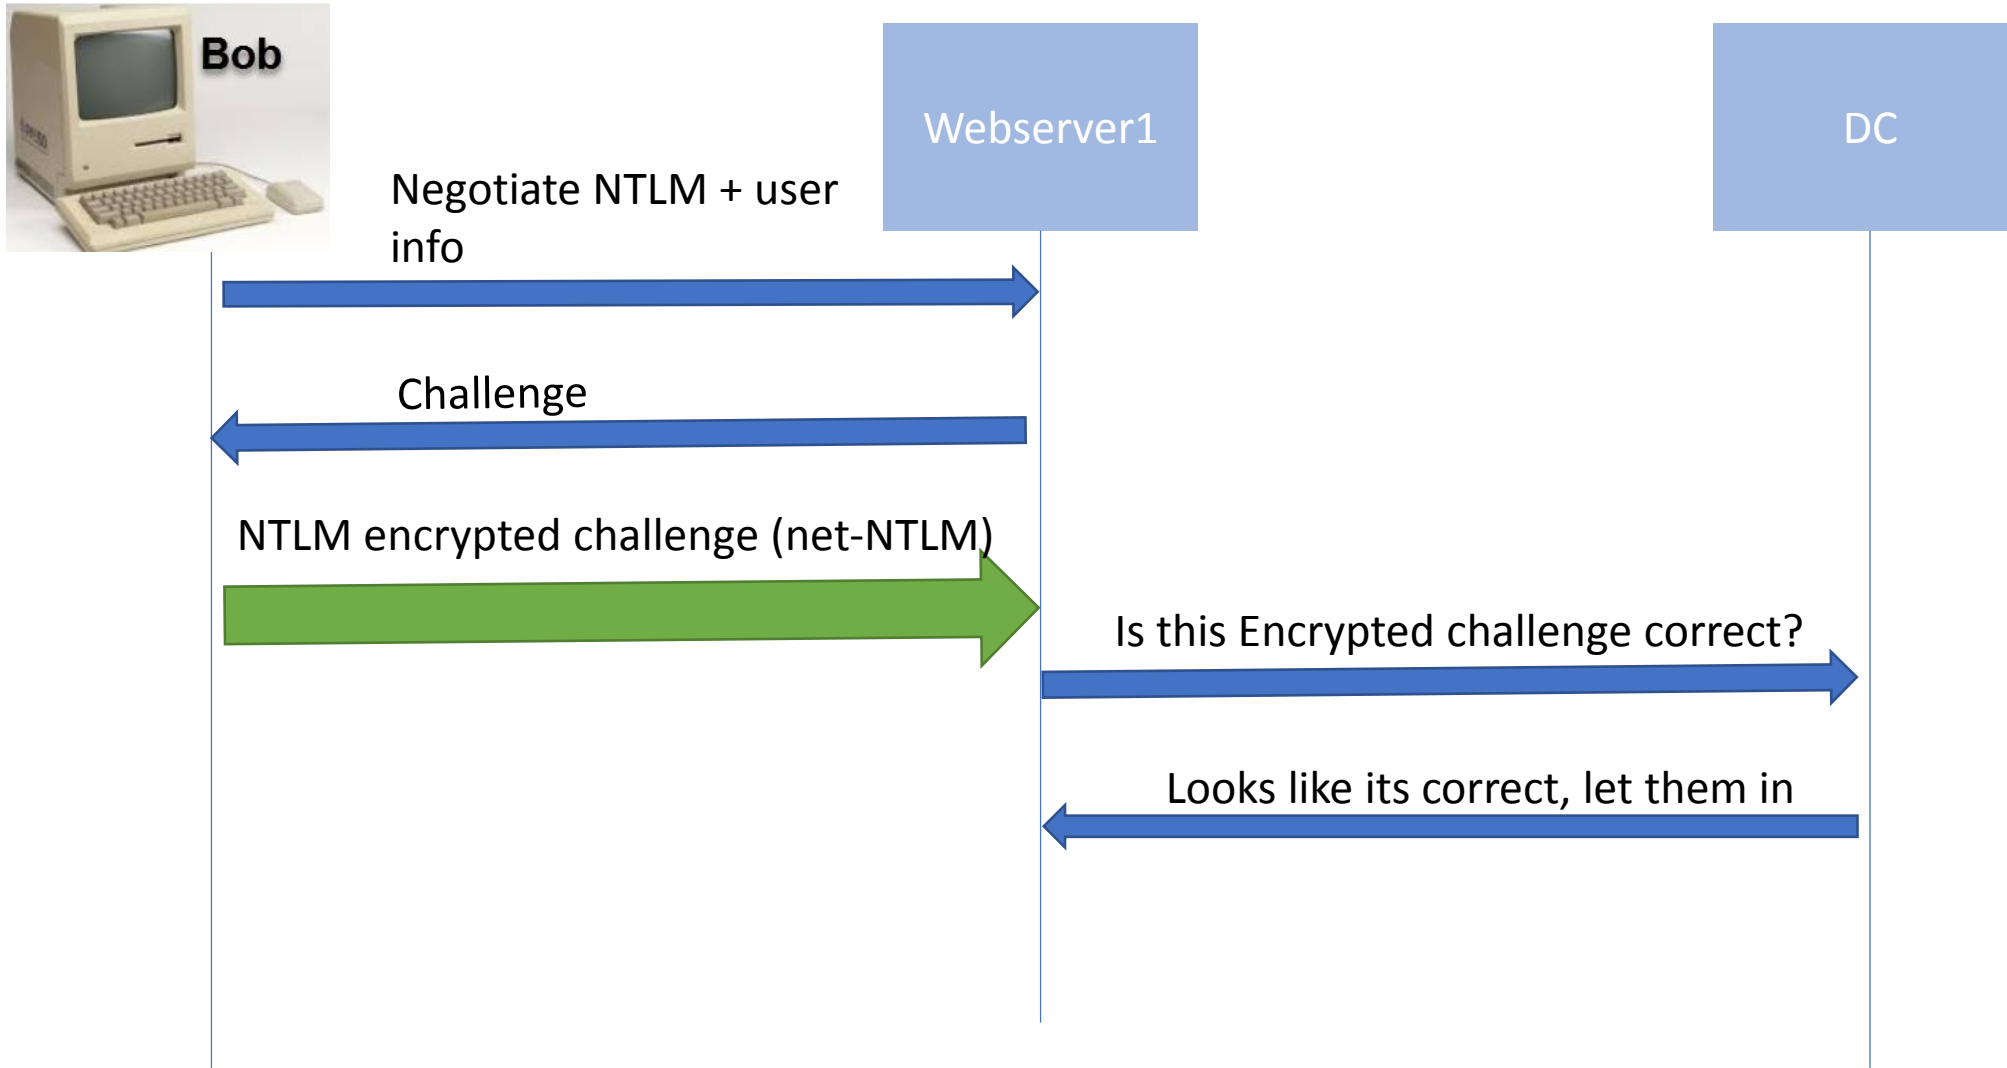 Bob
Webserver1
DC
Negotiate NTLM + user
info
Challenge
NTLM encrypted challenge (net-NTLM)
Is this Encrypted challenge correct?
Looks like its correct, let them in